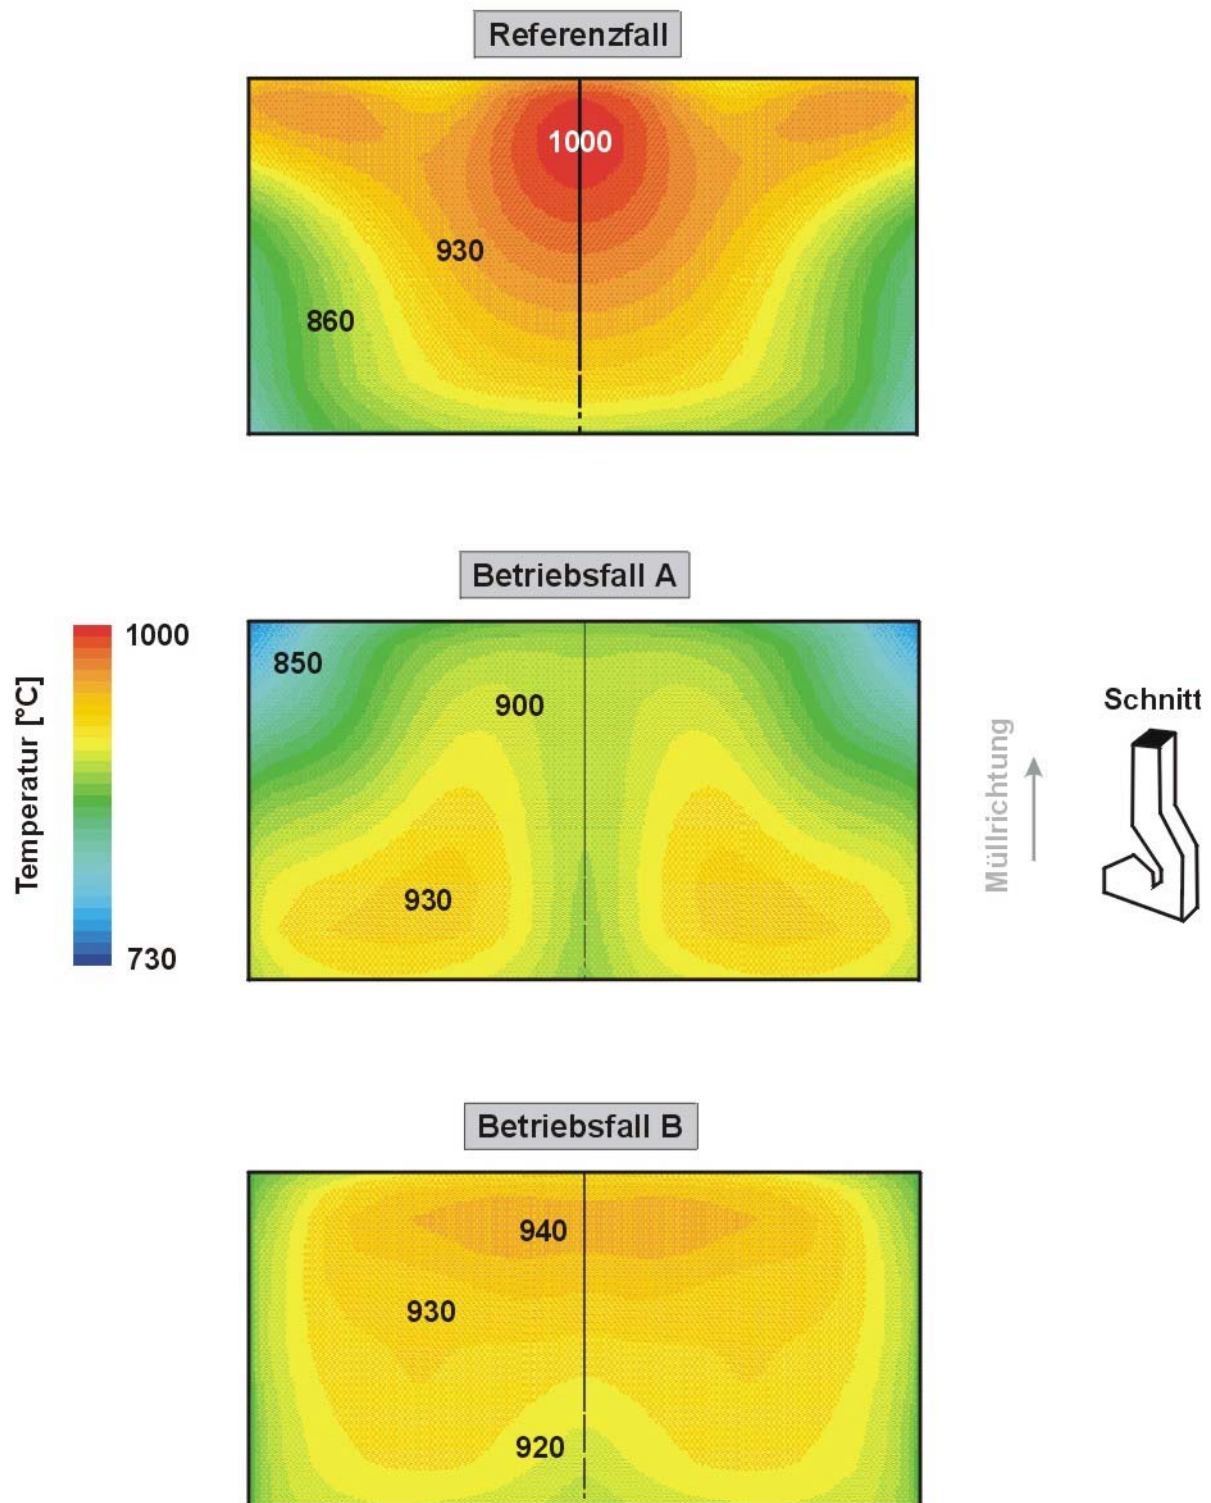 Referenzfall
1000
930
860
Betriebsfall A
1000
850
Temperatur [°C]
900
Müllrichtung
Schnitt
930
730
Betriebsfall B
940
930
920